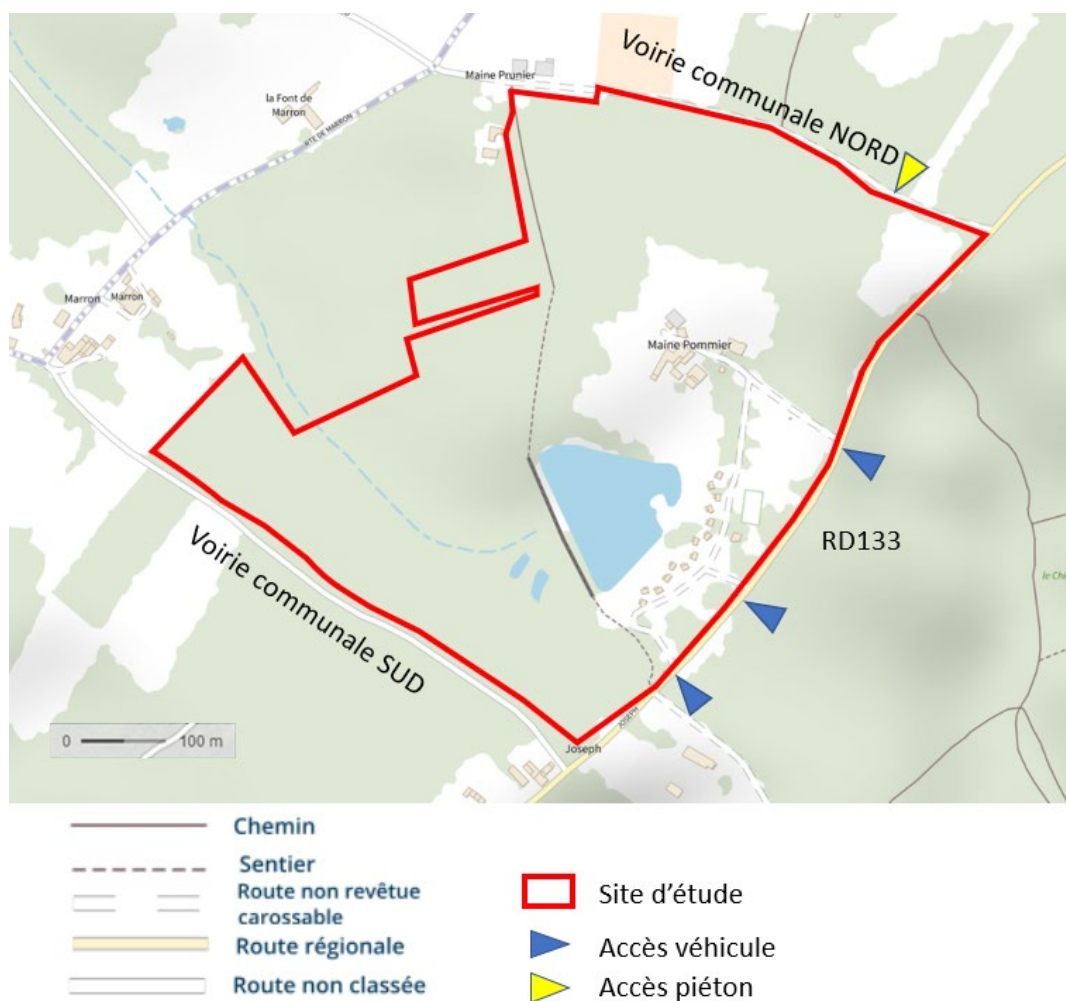 Voirie communale NORD
Maine Prunier
la Font de
Marron
RTE DE MARRON
Marron
Marron
Maine Pommier
RD133
Voirie communale SUD
JOSEPH
Joseph
0 100 m
Chemin
Sentier
Route non revêtue
carossable
Route régionale
Route non classée
Site d'étude
Accès véhicule
Accès piéton